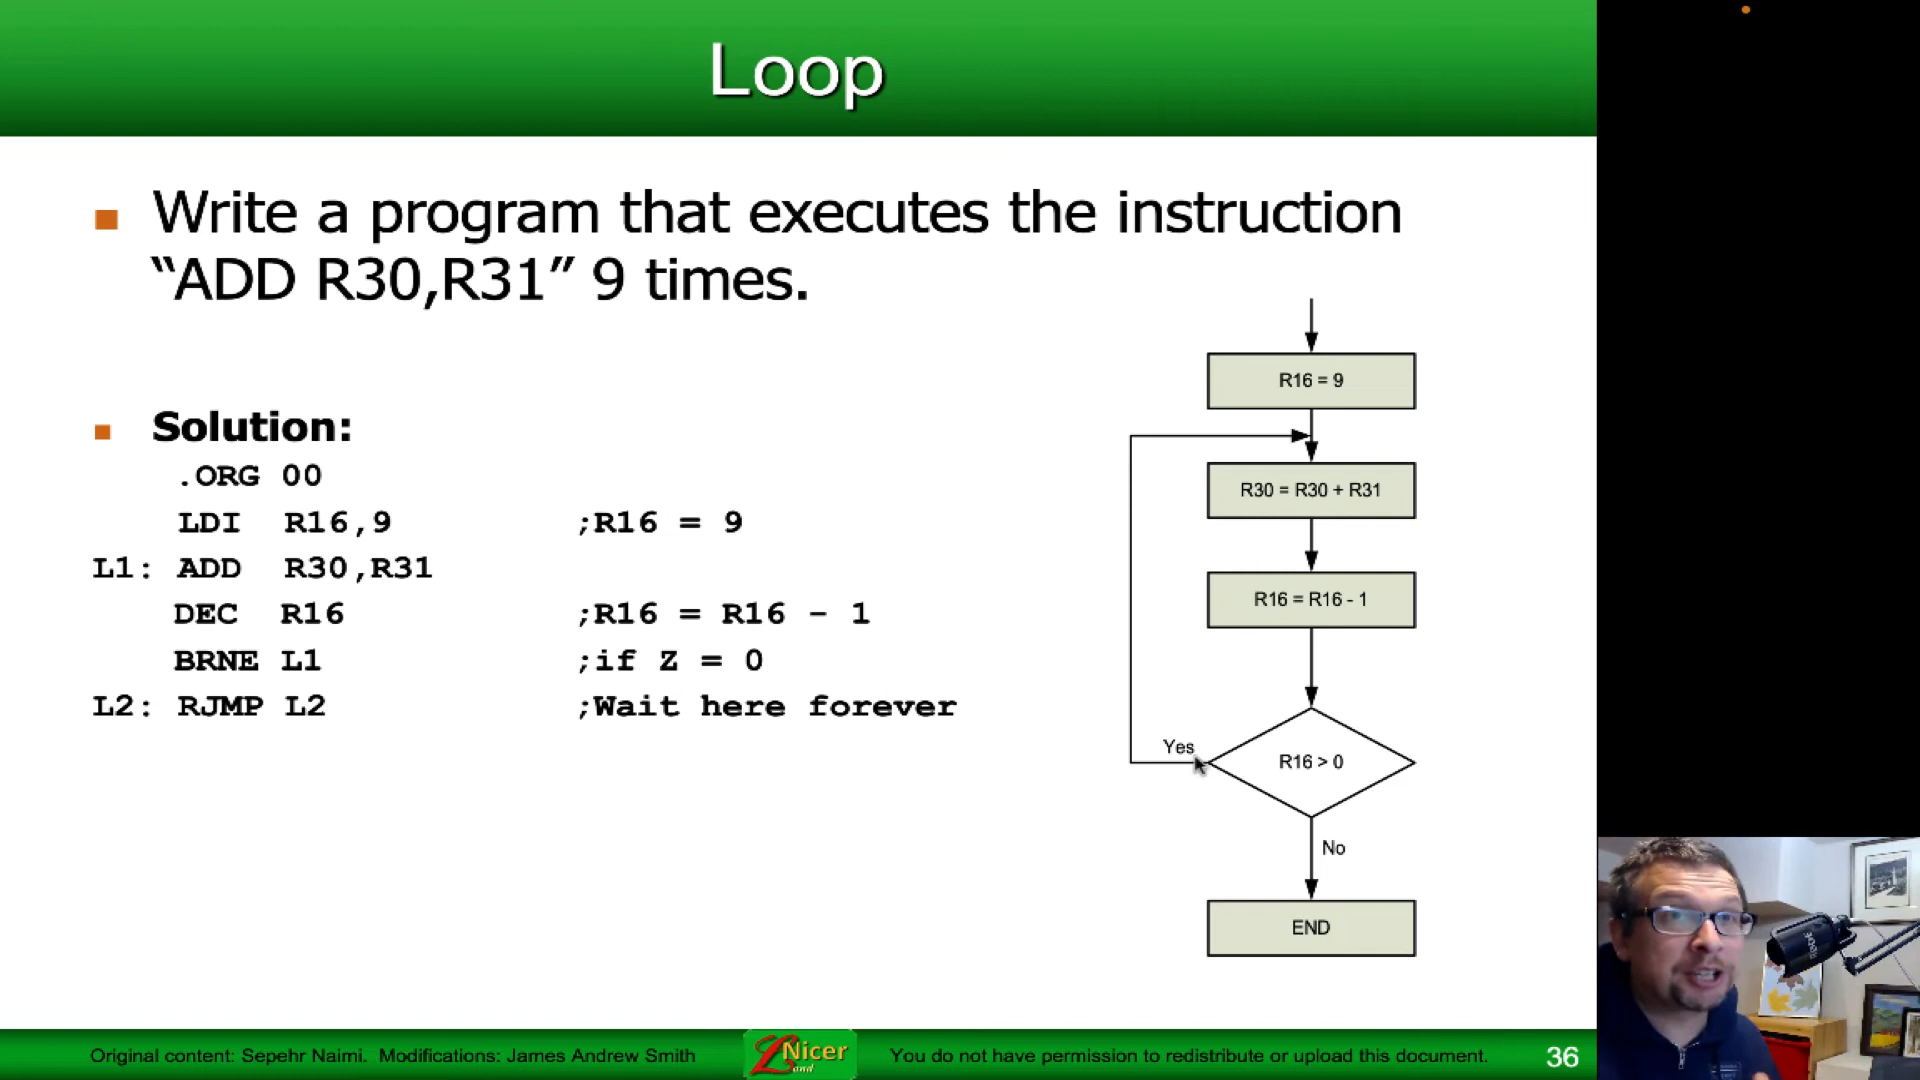 Loop
Write a program that executes the instruction
“ADD R30,R31” 9 times.
Solution:
.ORG 00
LDI R16,9 ;R16 = 9
L1: ADD R30,R31
DEC R16 ;R16 = R16 - 1
BRNE L1 ;if Z = 0
L2: RJMP L2 ;Wait here forever
R16 = 9
R30 = R30 + R31
R16 = R16 - 1
R16 > 0
Yes
No
END
Original content: Sepehr Naimi. Modifications: James Andrew Smith
Nicer
Land
You do not have permission to redistribute or upload this document.
36
RØDE